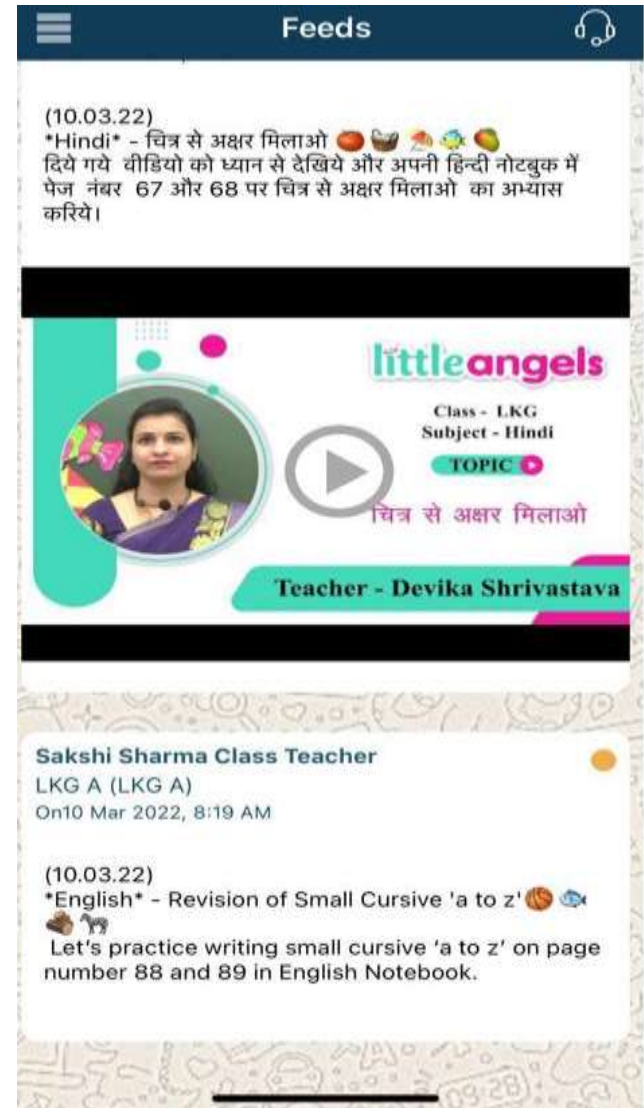 Feeds
(10.03.22)
*Hindi* - चित्र से अक्षर मिलाओ
दिये गये वीडियो को ध्यान से देखिये और अपनी हिन्दी नोटबुक में
पेज नंबर 67 और 68 पर चित्र से अक्षर मिलाओ का अभ्यास
करिये।
little angels
Class - LKG
Subject - Hindi
TOPIC
चित्र से अक्षर मिलाओ
Teacher - Devika Shrivastava
Sakshi Sharma Class Teacher
LKG A (LKG A)
On10 Mar 2022, 8:19 AM
(10.03.22)
*English* - Revision of Small Cursive 'a to z'
Let's practice writing small cursive 'a to z' on page
number 88 and 89 in English Notebook.